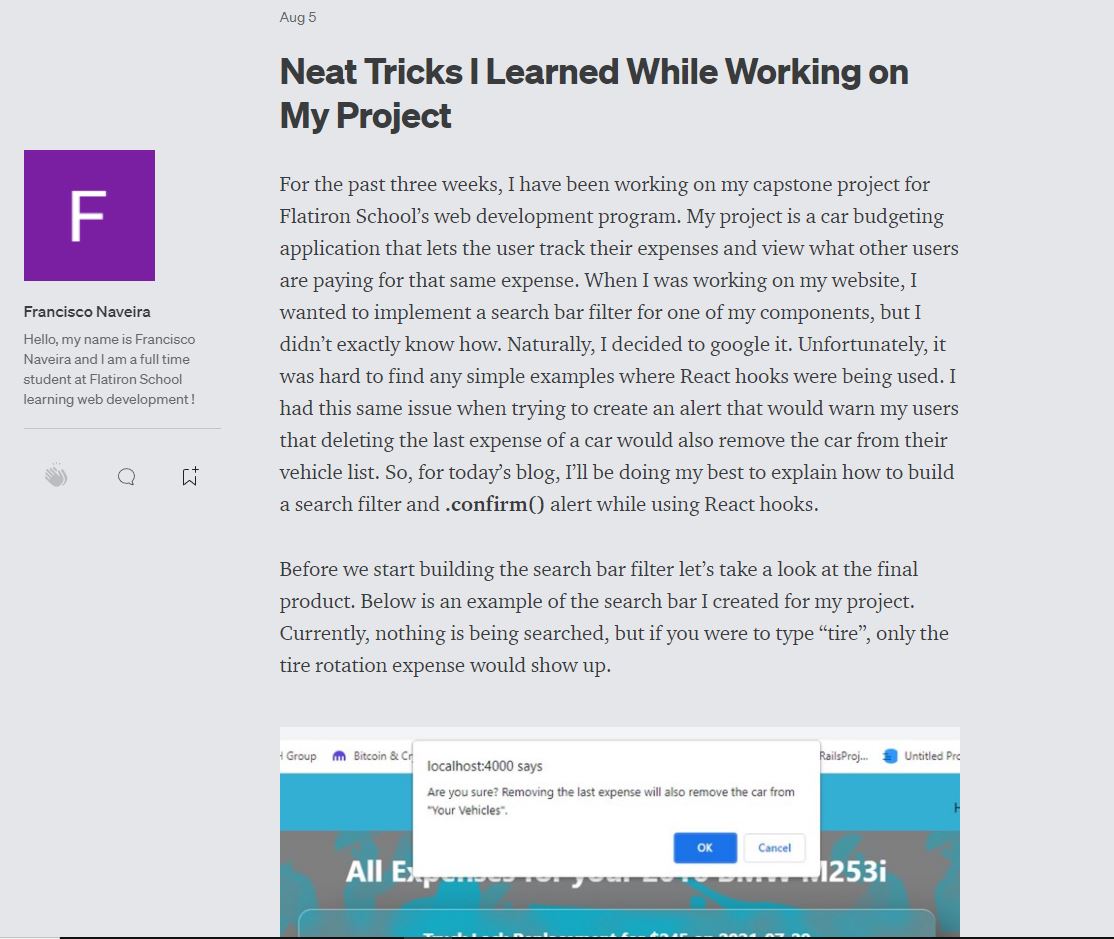 Aug 5
Neat Tricks I Learned While Working on
My Project
F
Francisco Naveira
Hello, my name is Francisco
Naveira and I am a full time
student at Flatiron School
learning web development !
For the past three weeks, I have been working on my capstone project for
Flatiron School’s web development program. My project is a car budgeting
application that lets the user track their expenses and view what other users
are paying for that same expense. When I was working on my website, I
wanted to implement a search bar filter for one of my components, but I
didn’t exactly know how. Naturally, I decided to google it. Unfortunately, it
was hard to find any simple examples where React hooks were being used. I
had this same issue when trying to create an alert that would warn my users
that deleting the last expense of a car would also remove the car from their
vehicle list. So, for today’s blog, I’ll be doing my best to explain how to build
a search filter and .confirm() alert while using React hooks.
Before we start building the search bar filter let’s take a look at the final
product. Below is an example of the search bar I created for my project.
Currently, nothing is being searched, but if you were to type “tire”, only the
tire rotation expense would show up.
Group
Bitcoin & Cr
RailsProj...
Untitled Pro
localhost:4000 says
Are you sure? Removing the last expense will also remove the car from
"Your Vehicles".
OK
Cancel
All Expenses for your 2018 BMW M253i